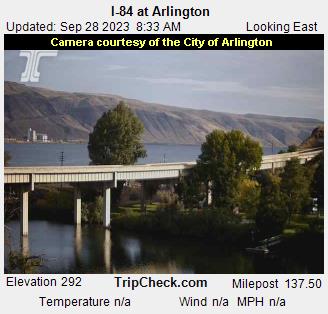 I-84 at Arlington
Updated: Sep 28 2023 8:33 AM Looking East
Camera courtesy of the City of Arlington
Elevation 292 TripCheck.com Milepost 137.50
Temperature n/a Wind n/a MPH n/a